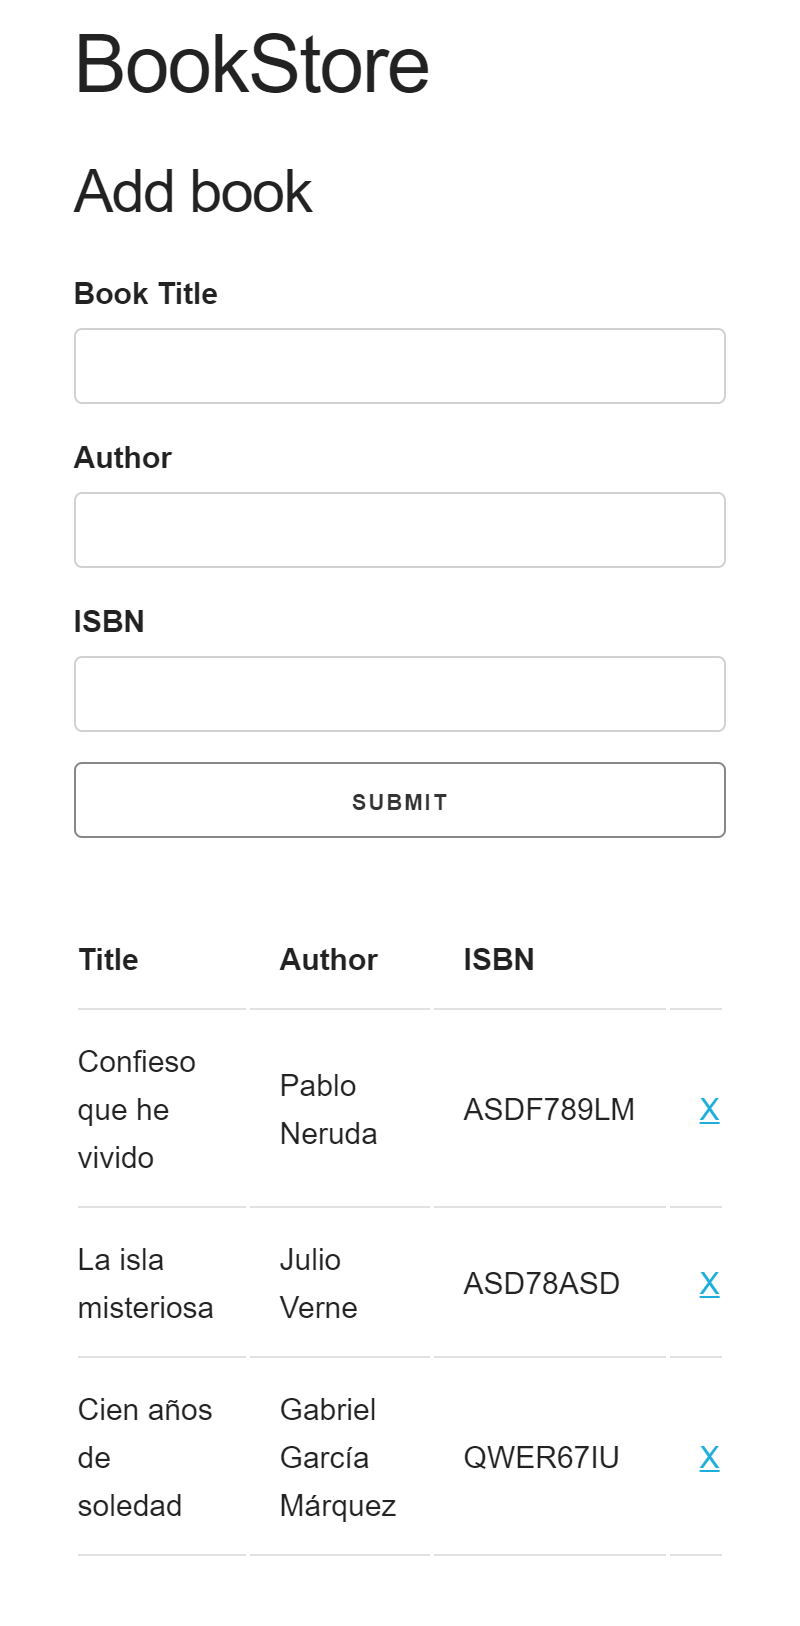 BookStore
Add book
Book Title
Author
ISBN
SUBMIT
Title Author ISBN
Confieso
que he
vivido
Pablo
Neruda
ASDF789LM
X
La isla
misteriosa
Julio
Verne
ASD78ASD
X
Cien años
de
soledad
Gabriel
García
Márquez
QWER67IU
X